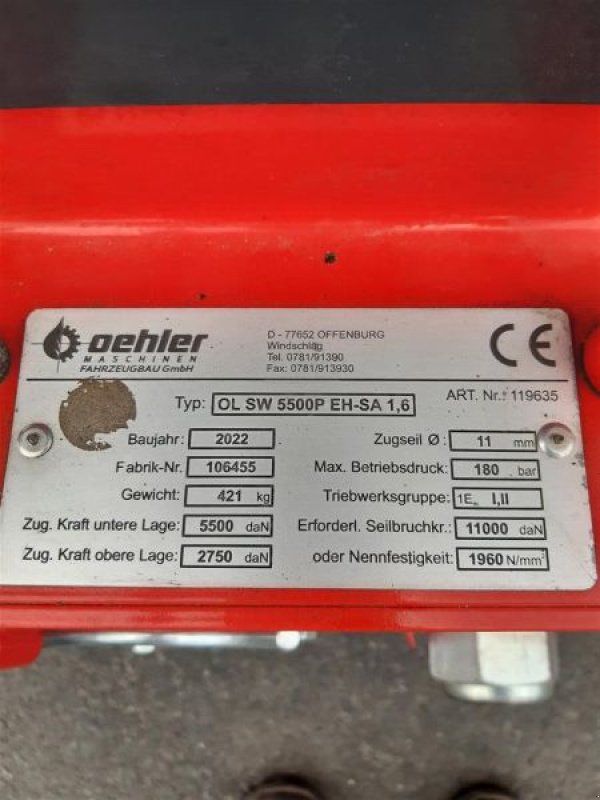 oehler
MASCHINEN
FAHRZEUGBAU GmbH
D - 77652 OFFENBURG
Windschläg
Tel. 0781/91390
Fax: 0781/913930
CE
Typ: OL SW 5500P EH-SA 1,6
ART. Nr.: 119635
Baujahr: 2022
Zugseil Ø: 11 mm
Fabrik-Nr. 106455
Max. Betriebsdruck: 180 bar
Gewicht: 421 kg
Triebwerksgruppe: 1E I,II
Zug. Kraft untere Lage: 5500 daN
Erforderl. Seilbruchkr.: 11000 daN
Zug. Kraft obere Lage: 2750 daN
oder Nennfestigkeit: 1960 N/mm²